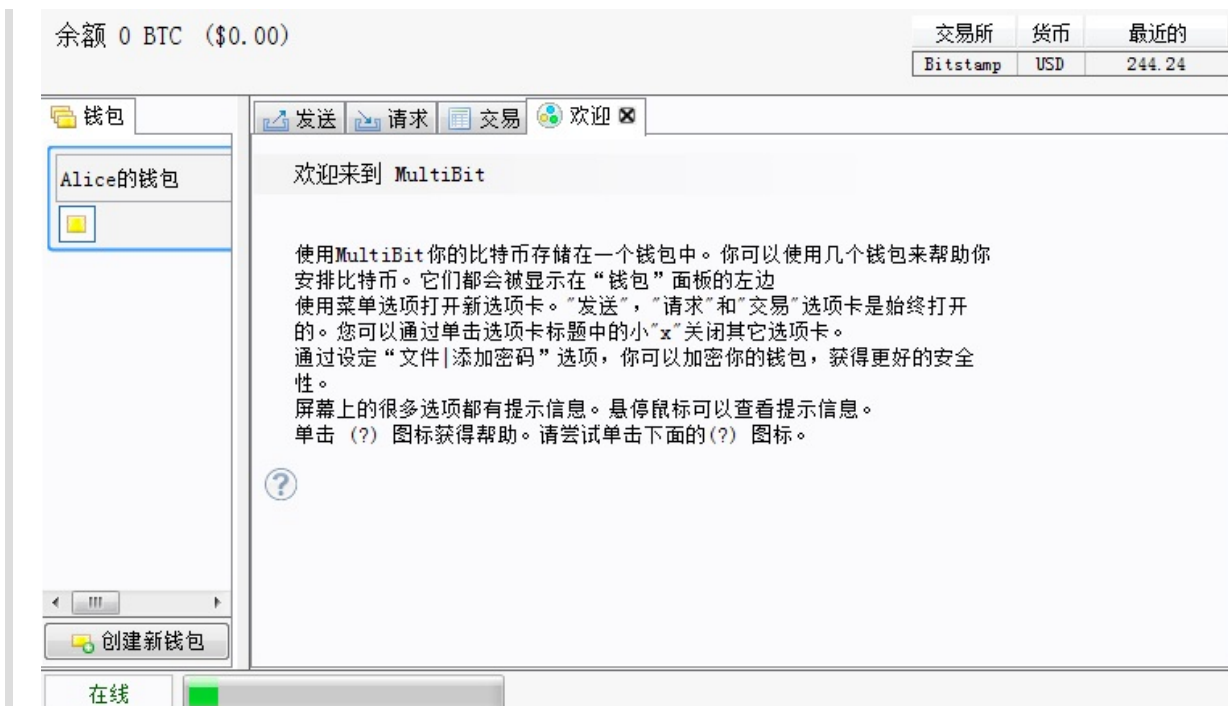 余额 0 BTC ($0.00)
交易所 货币 最近的
Bitstamp USD 244.24
钱包
发送 请求 交易 欢迎
Alice的钱包
欢迎来到 MultiBit
使用MultiBit你的比特币存储在一个钱包中。你可以使用几个钱包来帮助你
安排比特币。它们都会被显示在“钱包”面板的左边
使用菜单选项打开新选项卡。"发送", "请求"和"交易"选项卡是始终打开
的。您可以通过单击选项卡标题中的小"x"关闭其它选项卡。
通过设定“文件|添加密码”选项，你可以加密你的钱包，获得更好的安全
性。
屏幕上的很多选项都有提示信息。悬停鼠标可以查看提示信息。
单击 (?) 图标获得帮助。请尝试单击下面的(?) 图标。
?
创建新钱包
在线